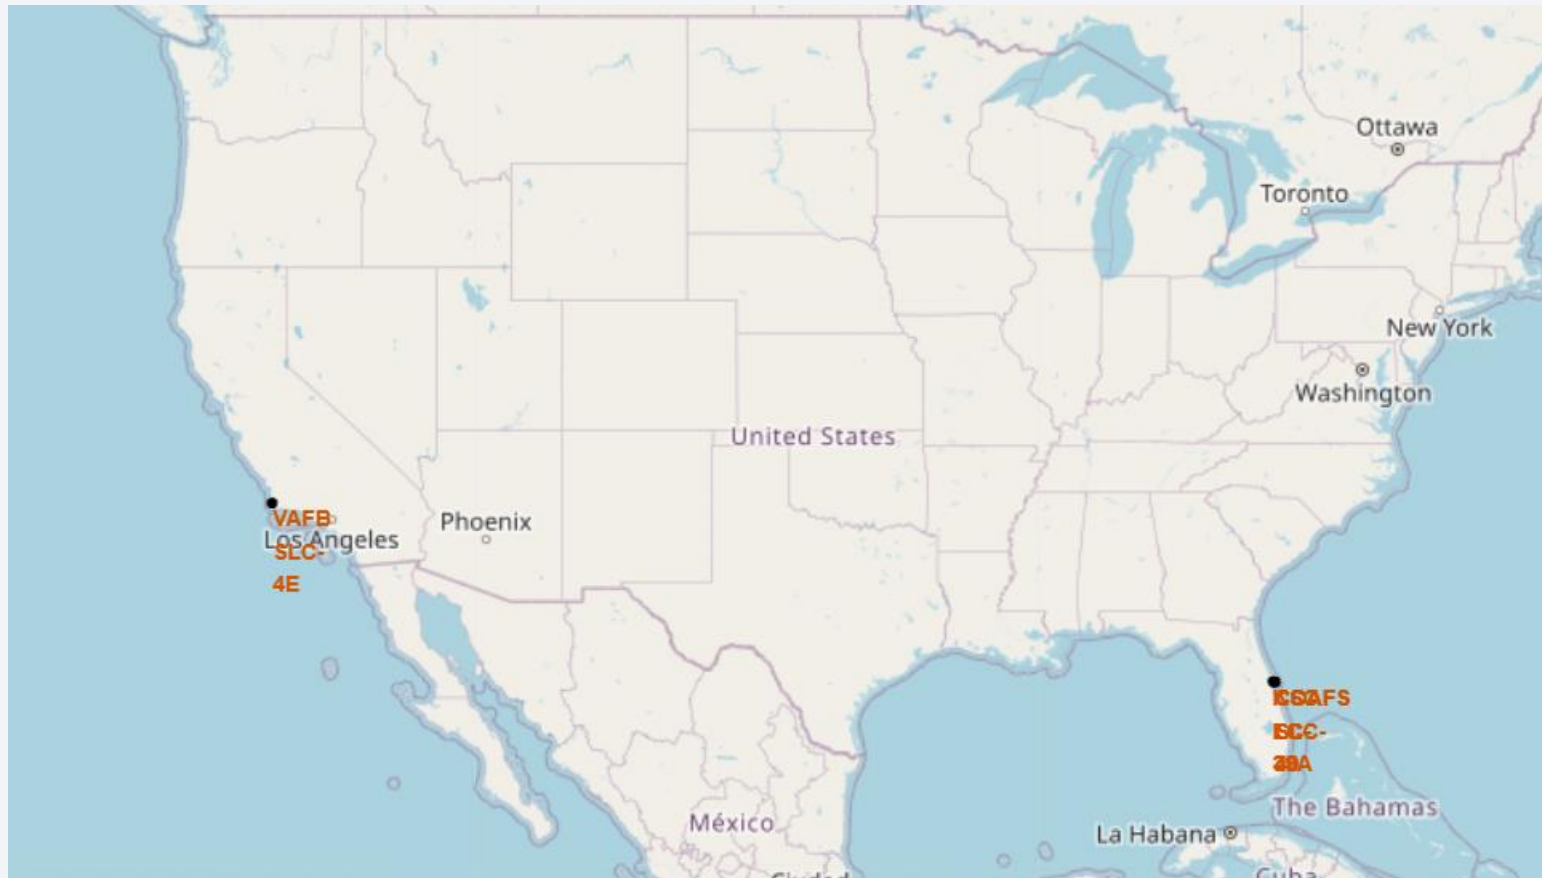 Ottawa
Toronto
New York
Washington
United States
VAFB
Los Angeles
SLC-
4E
Phoenix
The Bahamas
México
La Habana